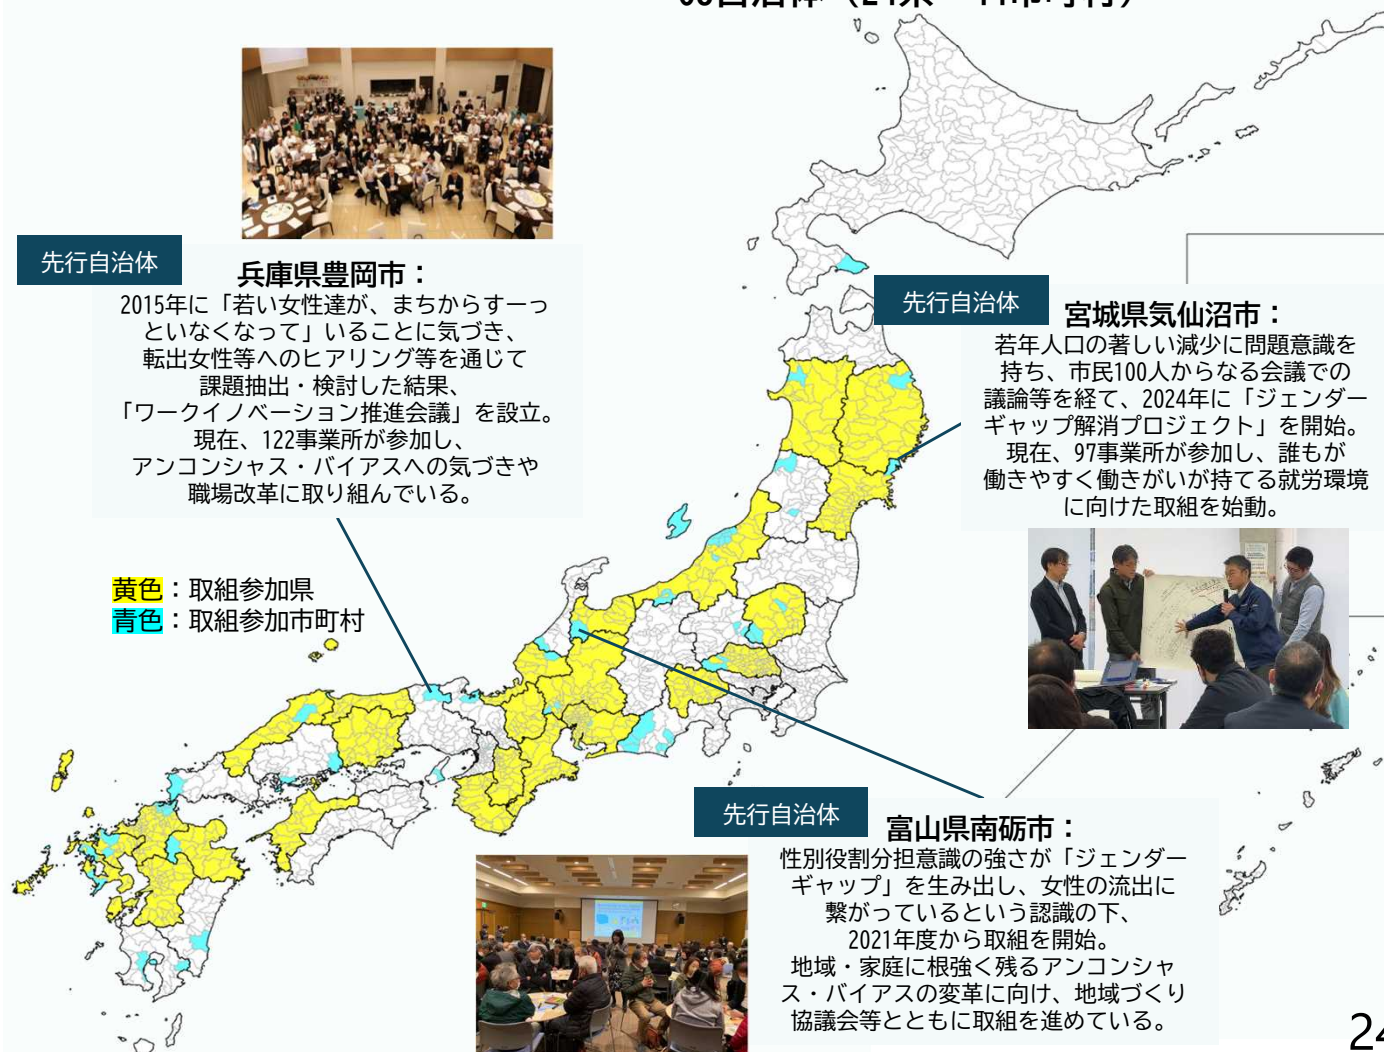 先行自治体
兵庫県豊岡市：
2015年に「若い女性達が、まちからすーっ
といなくなって」いることに気づき、
転出女性等へのヒアリング等を通じて
課題抽出・検討した結果、
「ワークイノベーション推進会議」を設立。
現在、122事業所が参加し、
アンコンシャス・バイアスへの気づきや
職場改革に取り組んでいる。
先行自治体
宮城県気仙沼市：
若年人口の著しい減少に問題意識を
持ち、市民100人からなる会議での
議論等を経て、2024年に「ジェンダー
ギャップ解消プロジェクト」を開始。
現在、97事業所が参加し、誰もが
働きやすく働きがいが持てる就労環境
に向けた取組を始動。
黄色：取組参加県
青色：取組参加市町村
先行自治体
富山県南砺市：
性別役割分担意識の強さが「ジェンダー
ギャップ」を生み出し、女性の流出に
繋がっているという認識の下、
2021年度から取組を開始。
地域・家庭に根強く残るアンコンシャ
ス・バイアスの変革に向け、地域づくり
協議会等とともに取組を進めている。
24